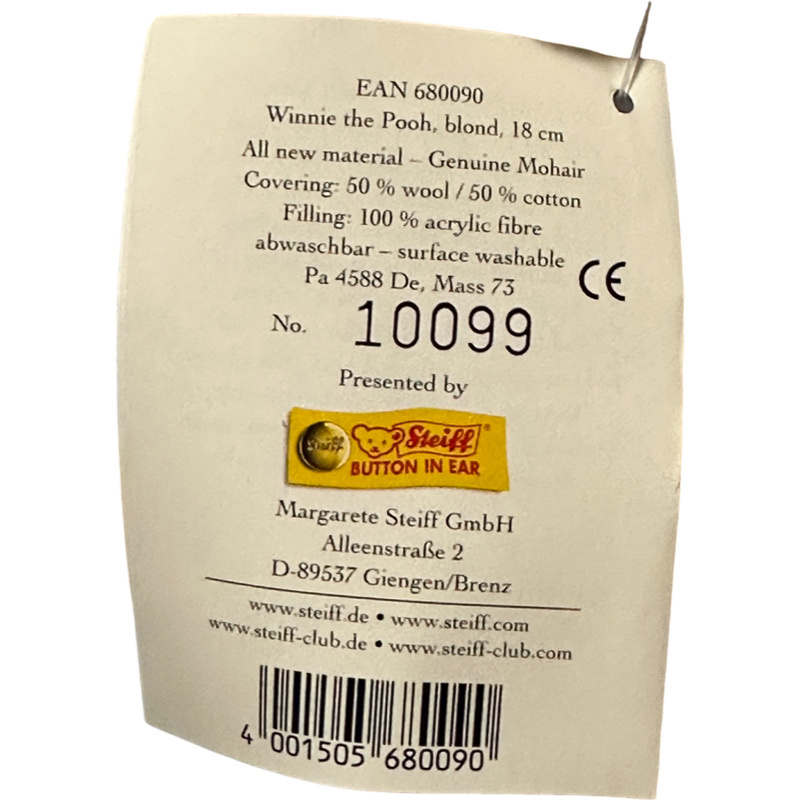 EAN 680090
Winnie the Pooh, blond, 18 cm
All new material – Genuine Mohair
Covering: 50 % wool / 50 % cotton
Filling: 100 % acrylic fibre
abwaschbar – surface washable
Pa 4588 De, Mass 73
CE
No. 10099
Presented by
Steiff
Steiff®
BUTTON IN EAR
Margarete Steiff GmbH
Alleenstraße 2
D-89537 Giengen/Brenz
www.steiff.de • www.steiff.com
www.steiff-club.de • www.steiff-club.com
4 001505 680090